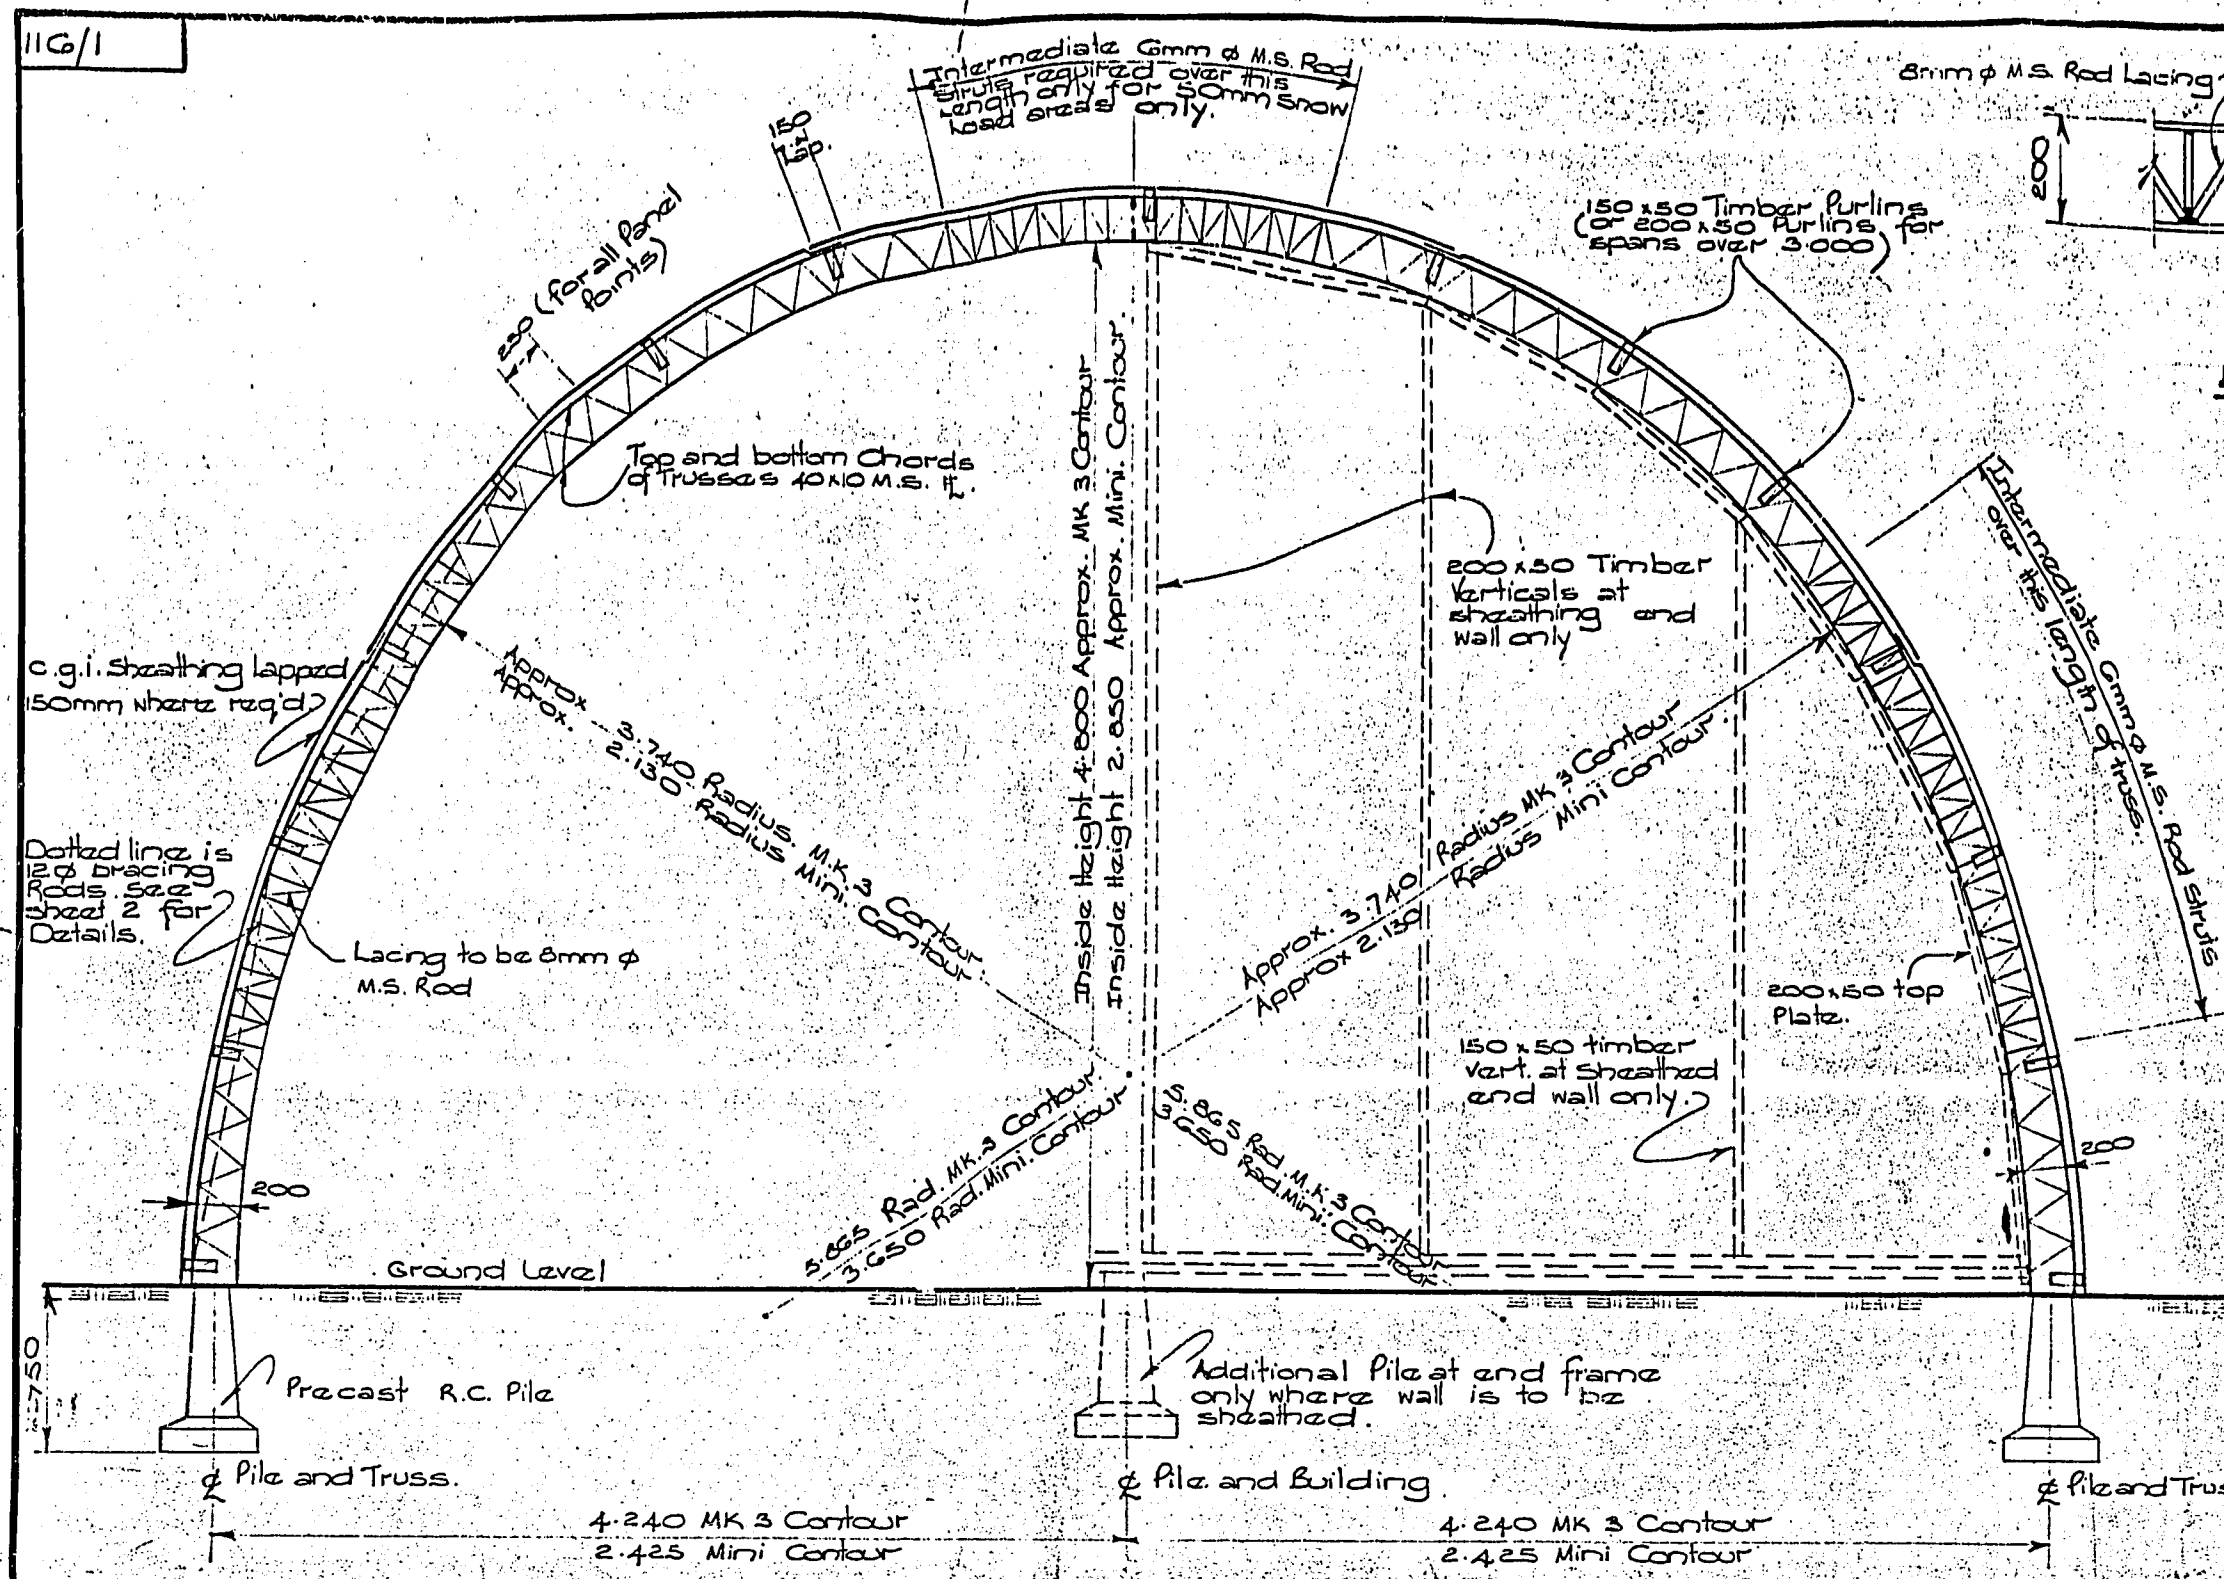 11G/1
Intermediate 6mm ϕ M.S. Rod
struts required over this
Length only for 50mm snow
Load areas only.
8mm ϕ M.S. Rod Lacing
200
150
Lap.
150 x 50 Timber Purlins
(or 200 x 50 Purlins for
spans over 3.000)
230 (for all Panel
Points)
Top and bottom Chords
of Trusses 40x10 M.S. PL.
Inside Height 4.800 Approx. MK 3 Contour
Inside Height 2.850 Approx. Mini. Contour.
200 x 50 Timber
Verticals at
sheathing end
wall only
Intermediate 6mm ϕ M.S. Rod struts
over this length of truss.
c.g.i. Sheathing lapped
150mm where req'd
Approx 3.740 Radius. M.K. 3 Contour.
Approx. 2.130 Radius Mini. Contour
Approx. 3.740 Radius MK 3 Contour
Approx 2.130 Radius Mini Contour
Dotted line is
12 ϕ bracing
Rods. See
sheet 2 for
Details.
Lacing to be 8mm ϕ
M.S. Rod
200 x 50 top
Plate.
150 x 50 timber
vert. at sheathed
end wall only.
5.865 Rad. MK. 3 Contour.
3.650 Rad. Mini. Contour
5.865 Rad. M.K 3 Contour
3.650 Rad. Mini. Contour
200
200
Ground Level
750
Precast R.C. Pile
Additional Pile at end frame
only where wall is to be
sheathed.
℄ Pile and Truss.
℄ Pile and Building.
℄ Pile and Trus
4.240 MK 3 Contour
2.425 Mini Contour
4.240 MK 3 Contour
2.425 Mini Contour